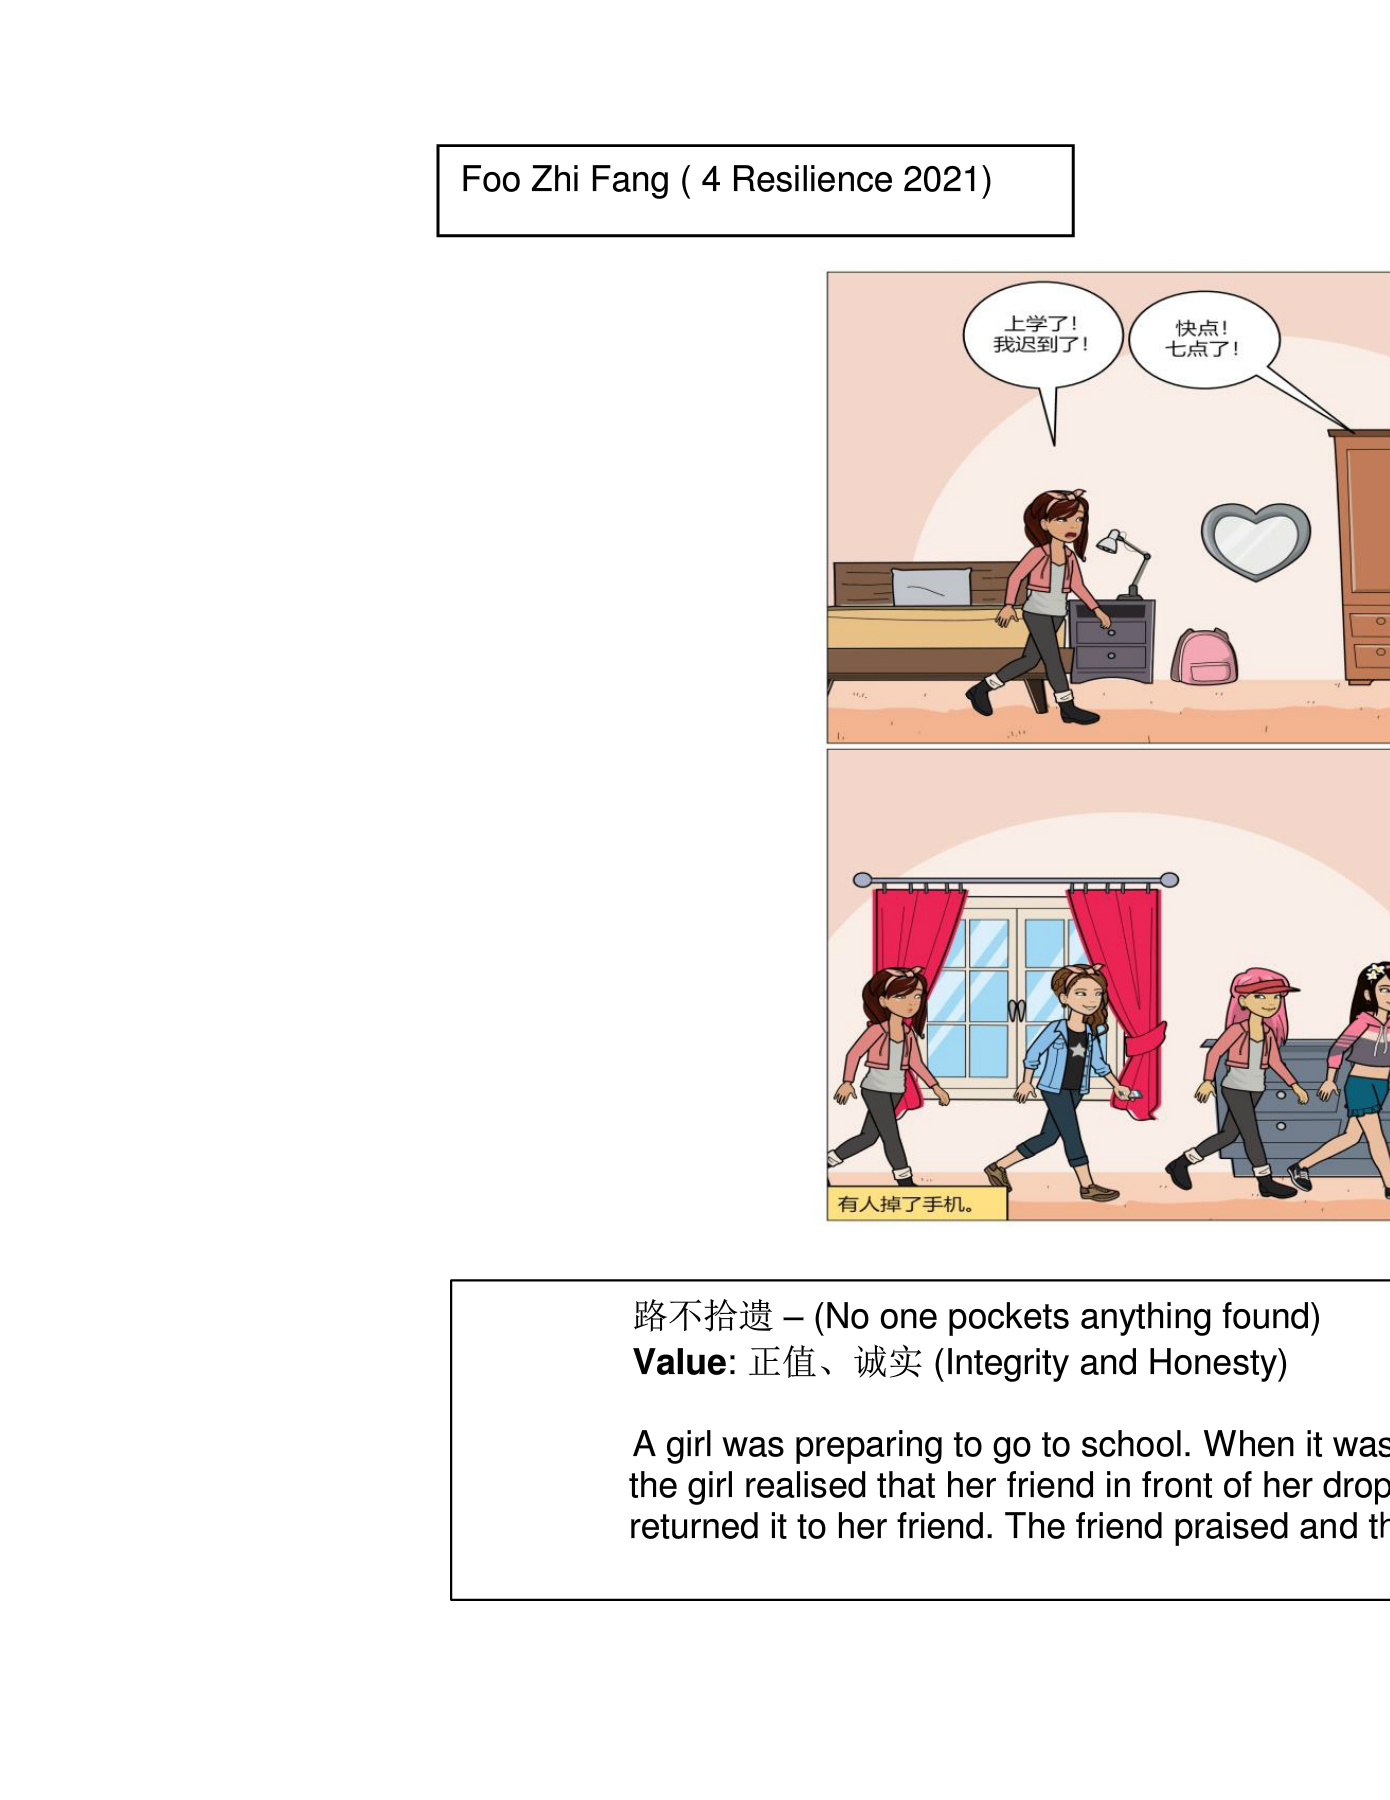 Foo Zhi Fang ( 4 Resilience 2021)
上学了!
我迟到了!
快点!
七点了!
有人掉了手机。
路不拾遗 – (No one pockets anything found)
Value: 正值、诚实 (Integrity and Honesty)
A girl was preparing to go to school. When it was
the girl realised that her friend in front of her drop
returned it to her friend. The friend praised and th